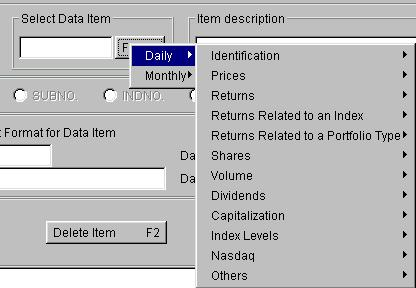 Select Data Item
Item description
Daily
Monthly
Identification
Prices
Returns
Returns Related to an Index
Returns Related to a Portfolio Type
Shares
Volume
Dividends
Capitalization
Index Levels
Nasdaq
Others
SUBNO.
INDNO.
Format for Data Item
Da
Da
Delete Item F2